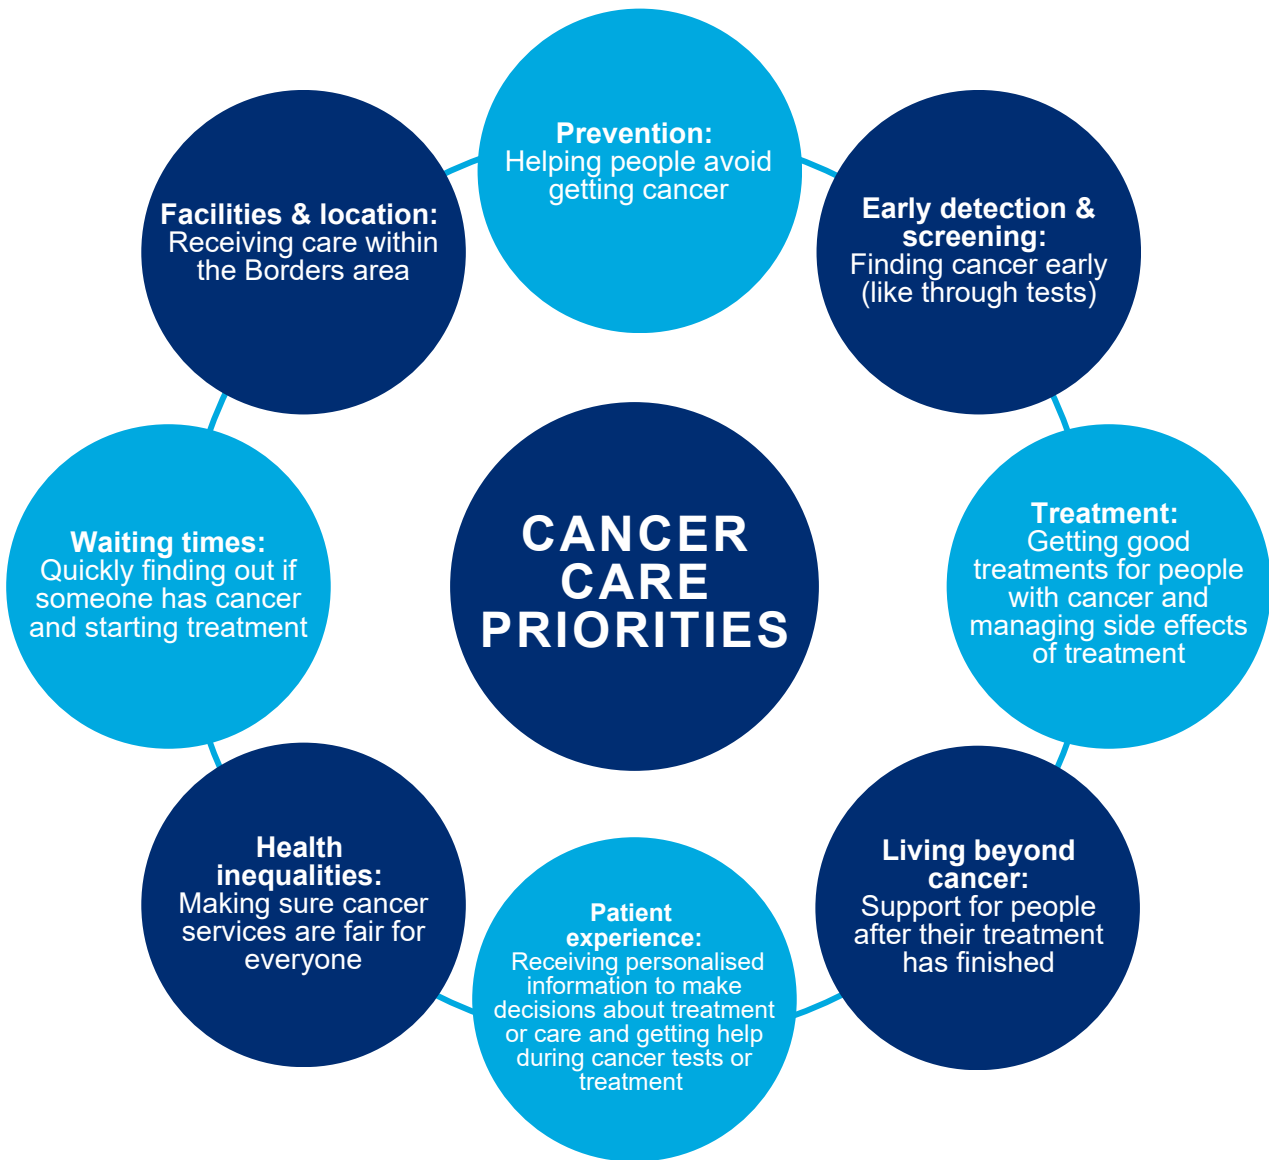 Prevention:
Helping people avoid
getting cancer
Early detection &
screening:
Finding cancer early
(like through tests)
Treatment:
Getting good
treatments for people
with cancer and
managing side effects
of treatment
Living beyond
cancer:
Support for people
after their treatment
has finished
Patient
experience:
Receiving personalised
information to make
decisions about treatment
or care and getting help
during cancer tests or
treatment
Health
inequalities:
Making sure cancer
services are fair for
everyone
Waiting times:
Quickly finding out if
someone has cancer
and starting treatment
Facilities & location:
Receiving care within
the Borders area
CANCER
CARE
PRIORITIES